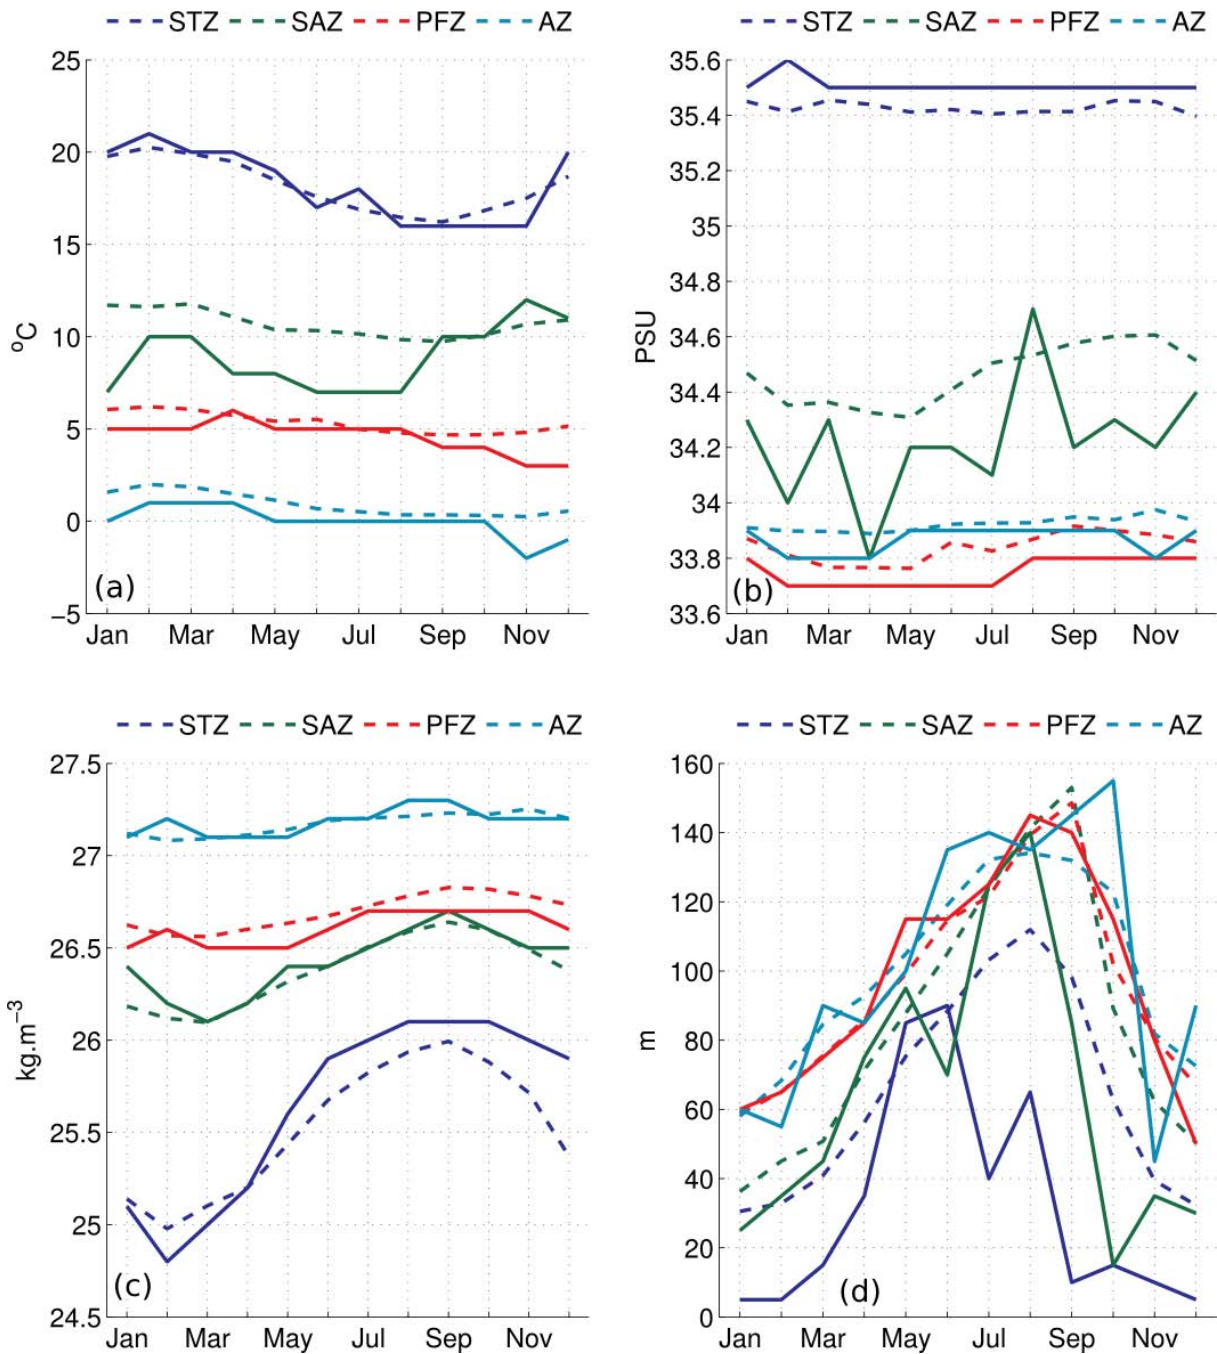 STZ SAZ PFZ AZ
25
20
15
10
5
0
−5
°C
(a)
Jan Mar May Jul Sep Nov
STZ SAZ PFZ AZ
35.6
35.4
35.2
35
34.8
34.6
34.4
34.2
34
33.8
33.6
PSU
(b)
Jan Mar May Jul Sep Nov
STZ SAZ PFZ AZ
27.5
27
26.5
26
25.5
25
24.5
kg.m⁻³
(c)
Jan Mar May Jul Sep Nov
STZ SAZ PFZ AZ
160
140
120
100
80
60
40
20
0
m
(d)
Jan Mar May Jul Sep Nov